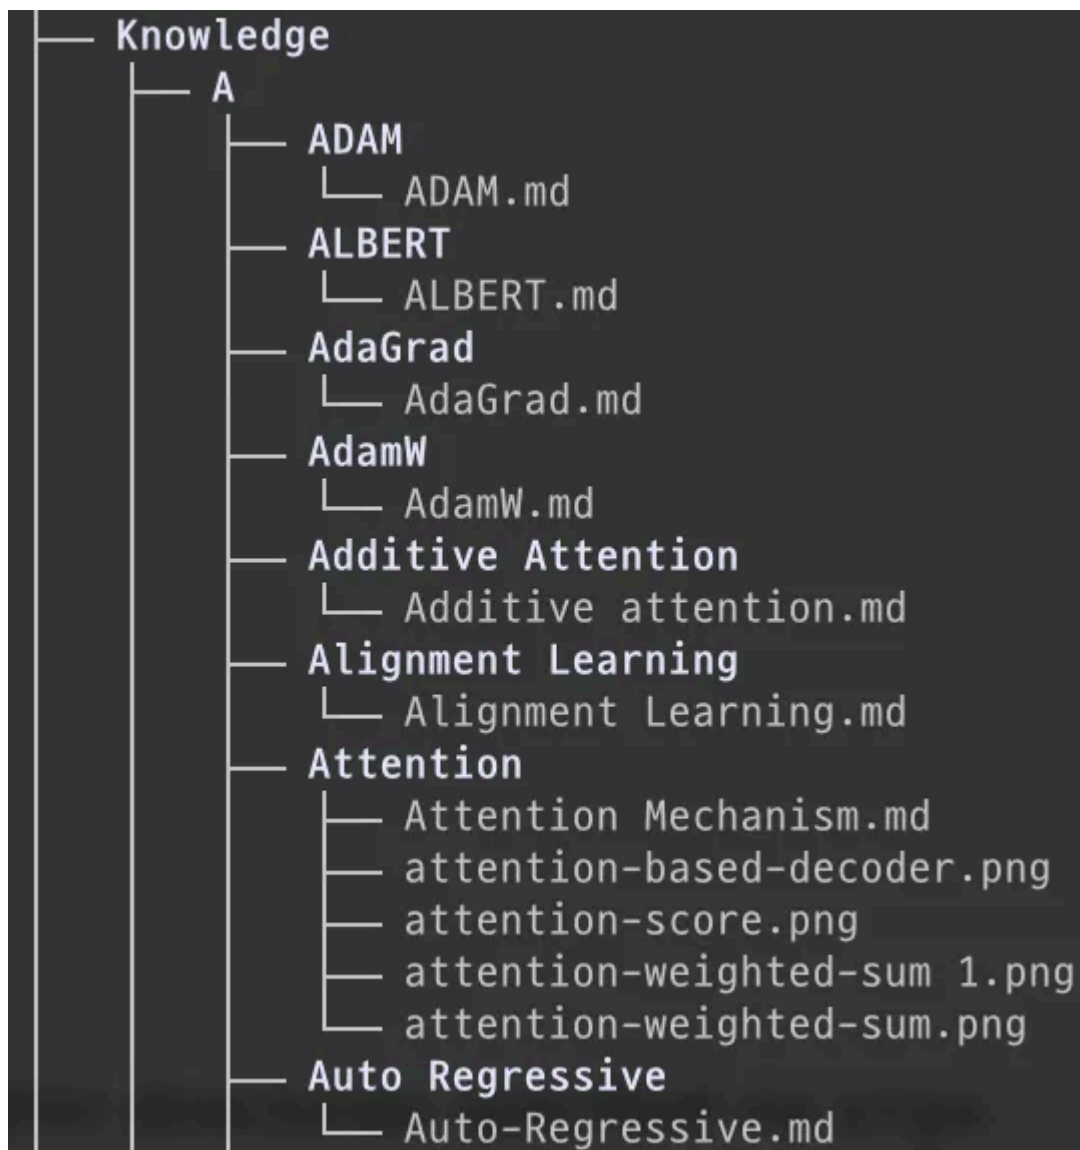 Knowledge
A
ADAM
ADAM.md
ALBERT
ALBERT.md
AdaGrad
AdaGrad.md
AdamW
AdamW.md
Additive Attention
Additive attention.md
Alignment Learning
Alignment Learning.md
Attention
Attention Mechanism.md
attention-based-decoder.png
attention-score.png
attention-weighted-sum 1.png
attention-weighted-sum.png
Auto Regressive
Auto-Regressive.md